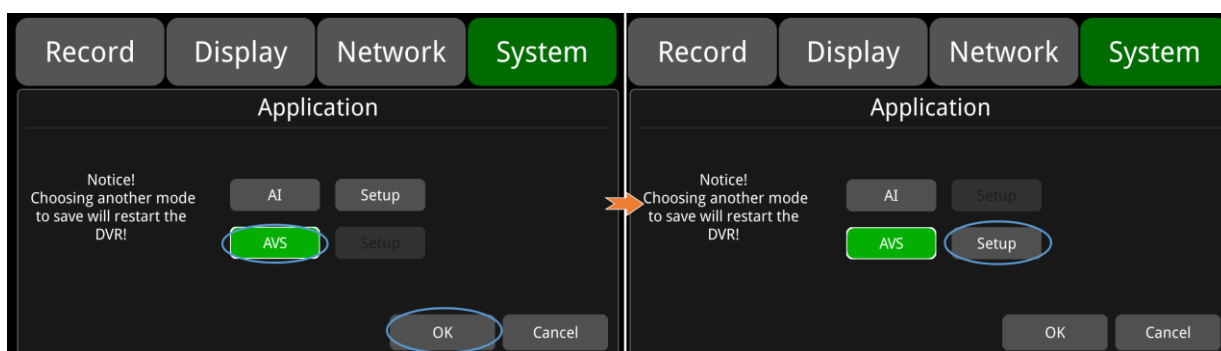 Record Display Network System
Application
Notice!
Choosing another mode
to save will restart the
DVR!
AI Setup
AVS Setup
OK Cancel
Record Display Network System
Application
Notice!
Choosing another mode
to save will restart the
DVR!
AI Setup
AVS Setup
OK Cancel